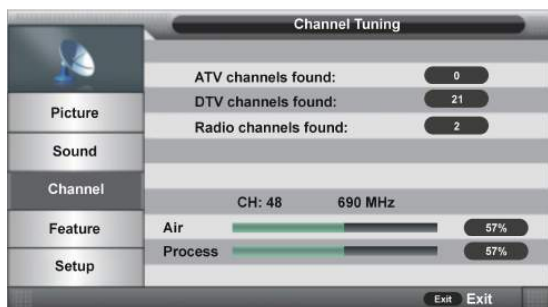 Channel Tuning
ATV channels found: 0
DTV channels found: 21
Radio channels found: 2
Picture
Sound
Channel
Feature
Setup
CH: 48 690 MHz
Air 57%
Process 57%
Exit Exit